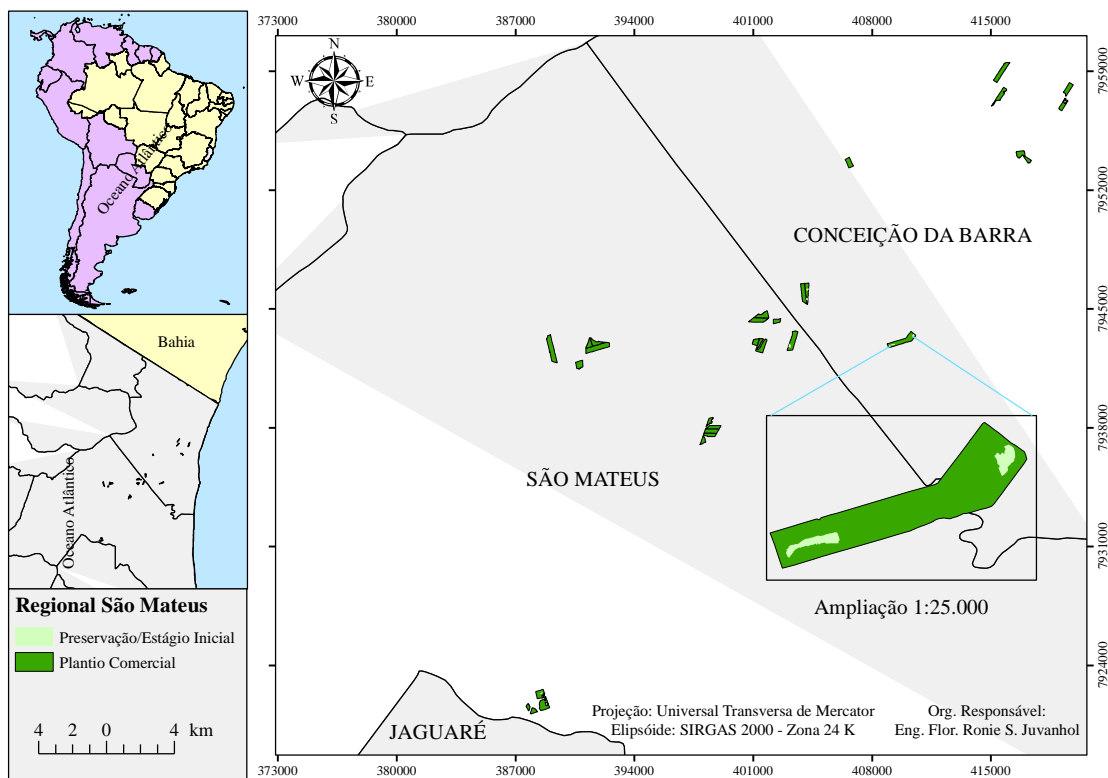 373000 380000 387000 394000 401000 408000 415000
N
W E
S
Oceano Atlântico
7959000
7952000
CONCEIÇÃO DA BARRA
7945000
Bahia
7938000
SÃO MATEUS
Oceano Atlântico
7931000
Regional São Mateus
Preservação/Estágio Inicial
Plantio Comercial
Ampliação 1:25.000
7924000
4 2 0 4 km
JAGUARÉ
Projeção: Universal Transversa de Mercator
Elipsóide: SIRGAS 2000 - Zona 24 K
Org. Responsável:
Eng. Flor. Ronie S. Juvanhol
373000 380000 387000 394000 401000 408000 415000